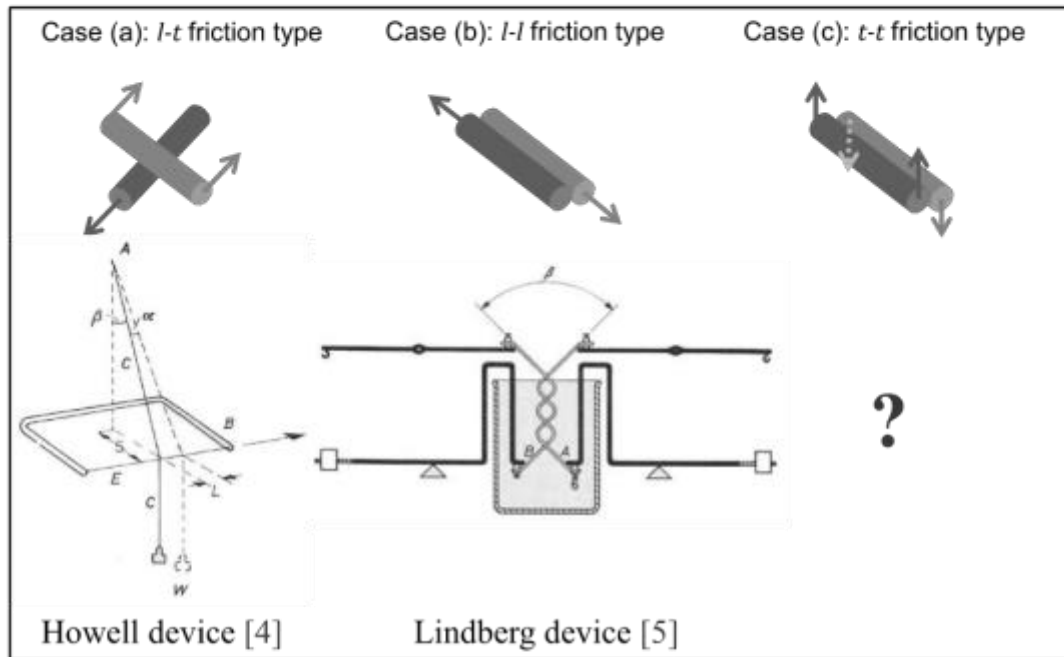 Case (a): l-t friction type
Case (b): l-l friction type
Case (c): t-t friction type
A
β
α
C
B
S
E
L
C
W
β
B
A
?
Howell device [4]
Lindberg device [5]